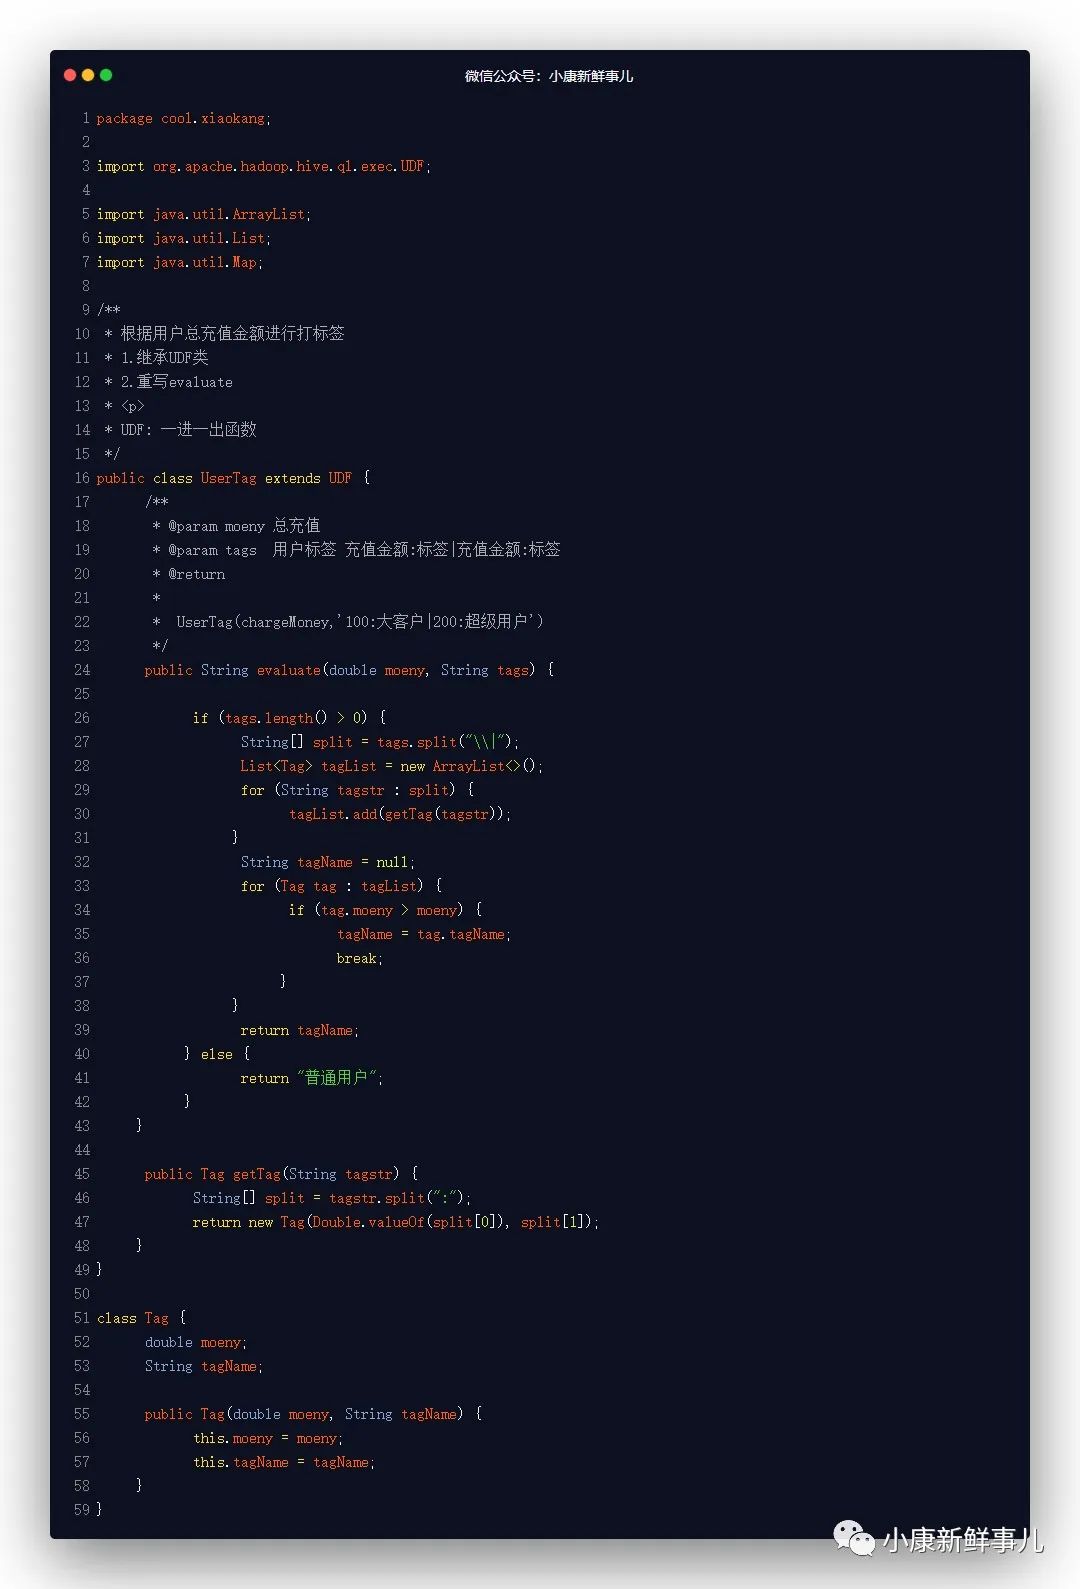 微信公众号：小康新鲜事儿
1 package cool.xiaokang;
2
3 import org.apache.hadoop.hive.ql.exec.UDF;
4
5 import java.util.ArrayList;
6 import java.util.List;
7 import java.util.Map;
8
9 /**
10  * 根据用户总充值金额进行打标签
11  * 1.继承UDF类
12  * 2.重写evaluate
13  * <p>
14  * UDF: 一进一出函数
15  */
16 public class UserTag extends UDF {
17       /**
18        * @param moeny 总充值
19        * @param tags  用户标签 充值金额:标签|充值金额:标签
20        * @return
21        *
22        *  UserTag(chargeMoney,'100:大客户|200:超级用户')
23        */
24       public String evaluate(double moeny, String tags) {
25
26             if (tags.length() > 0) {
27                   String[] split = tags.split("\\|");
28                   List<Tag> tagList = new ArrayList<>();
29                   for (String tagstr : split) {
30                         tagList.add(getTag(tagstr));
31                  }
32                   String tagName = null;
33                   for (Tag tag : tagList) {
34                         if (tag.moeny > moeny) {
35                               tagName = tag.tagName;
36                               break;
37                        }
38                  }
39                   return tagName;
40            } else {
41                   return "普通用户";
42            }
43      }
44
45       public Tag getTag(String tagstr) {
46             String[] split = tagstr.split(":");
47             return new Tag(Double.valueOf(split[0]), split[1]);
48      }
49 }
50
51 class Tag {
52       double moeny;
53       String tagName;
54
55       public Tag(double moeny, String tagName) {
56             this.moeny = moeny;
57             this.tagName = tagName;
58      }
59 }
小康新鲜事儿